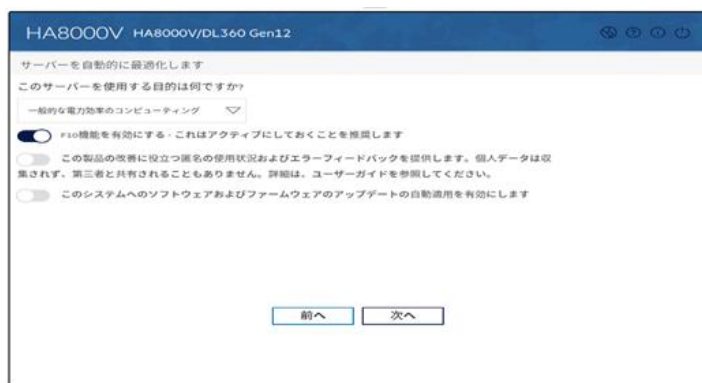 HA8000V HA8000V/DL360 Gen12
サーバーを自動的に最適化します
このサーバーを使用する目的は何ですか?
一般的な電力効率のコンピューティング
F10機能を有効にする - これはアクティブにしておくことを推奨します
この製品の改善に役立つ匿名の使用状況およびエラーフィードバックを提供します。個人データは収
集されず、第三者と共有されることもありません。詳細は、ユーザーガイドを参照してください。
このシステムへのソフトウェアおよびファームウェアのアップデートの自動適用を有効にします
前へ 次へ